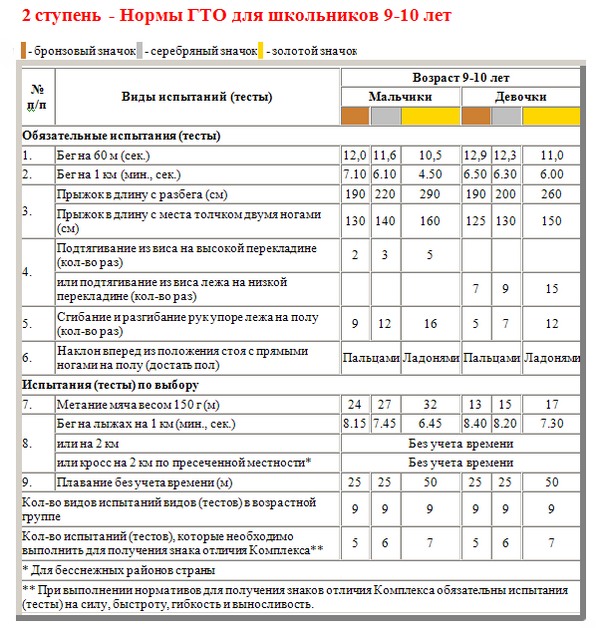 2 ступень - Нормы ГТО для школьников 9-10 лет
- бронзовый значок - серебряный значок - золотой значок
№ п/п Виды испытаний (тесты) Возраст 9-10 лет
Мальчики Девочки
Обязательные испытания (тесты)
1. Бег на 60 м (сек.) 12,0 11,6 10,5 12,9 12,3 11,0
2. Бег на 1 км (мин., сек.) 7.10 6.10 4.50 6.50 6.30 6.00
3. Прыжок в длину с разбега (см) 190 220 290 190 200 260
Прыжок в длину с места толчком двумя ногами
(см) 130 140 160 125 130 150
4. Подтягивание из виса на высокой перекладине
(кол-во раз) 2 3 5
или подтягивание из виса лежа на низкой
перекладине (кол-во раз) 7 9 15
5. Сгибание и разгибание рук упоре лежа на полу
(кол-во раз) 9 12 16 5 7 12
6. Наклон вперед из положения стоя с прямыми
ногами на полу (достать пол) Пальцами Ладонями Пальцами Ладонями
Испытания (тесты) по выбору
7. Метание мяча весом 150 г (м) 24 27 32 13 15 17
8. Бег на лыжах на 1 км (мин., сек.) 8.15 7.45 6.45 8.40 8.20 7.30
или на 2 км Без учета времени
или кросс на 2 км по пресеченной местности* Без учета времени
9. Плавание без учета времени (м) 25 25 50 25 25 50
Кол-во видов испытаний видов (тестов) в возрастной
группе 9 9 9 9 9 9
Кол-во испытаний (тестов), которые необходимо
выполнить для получения знака отличия Комплекса** 5 6 7 5 6 7
* Для бесснежных районов страны
** При выполнении нормативов для получения знаков отличия Комплекса обязательны испытания
(тесты) на силу, быстроту, гибкость и выносливость.